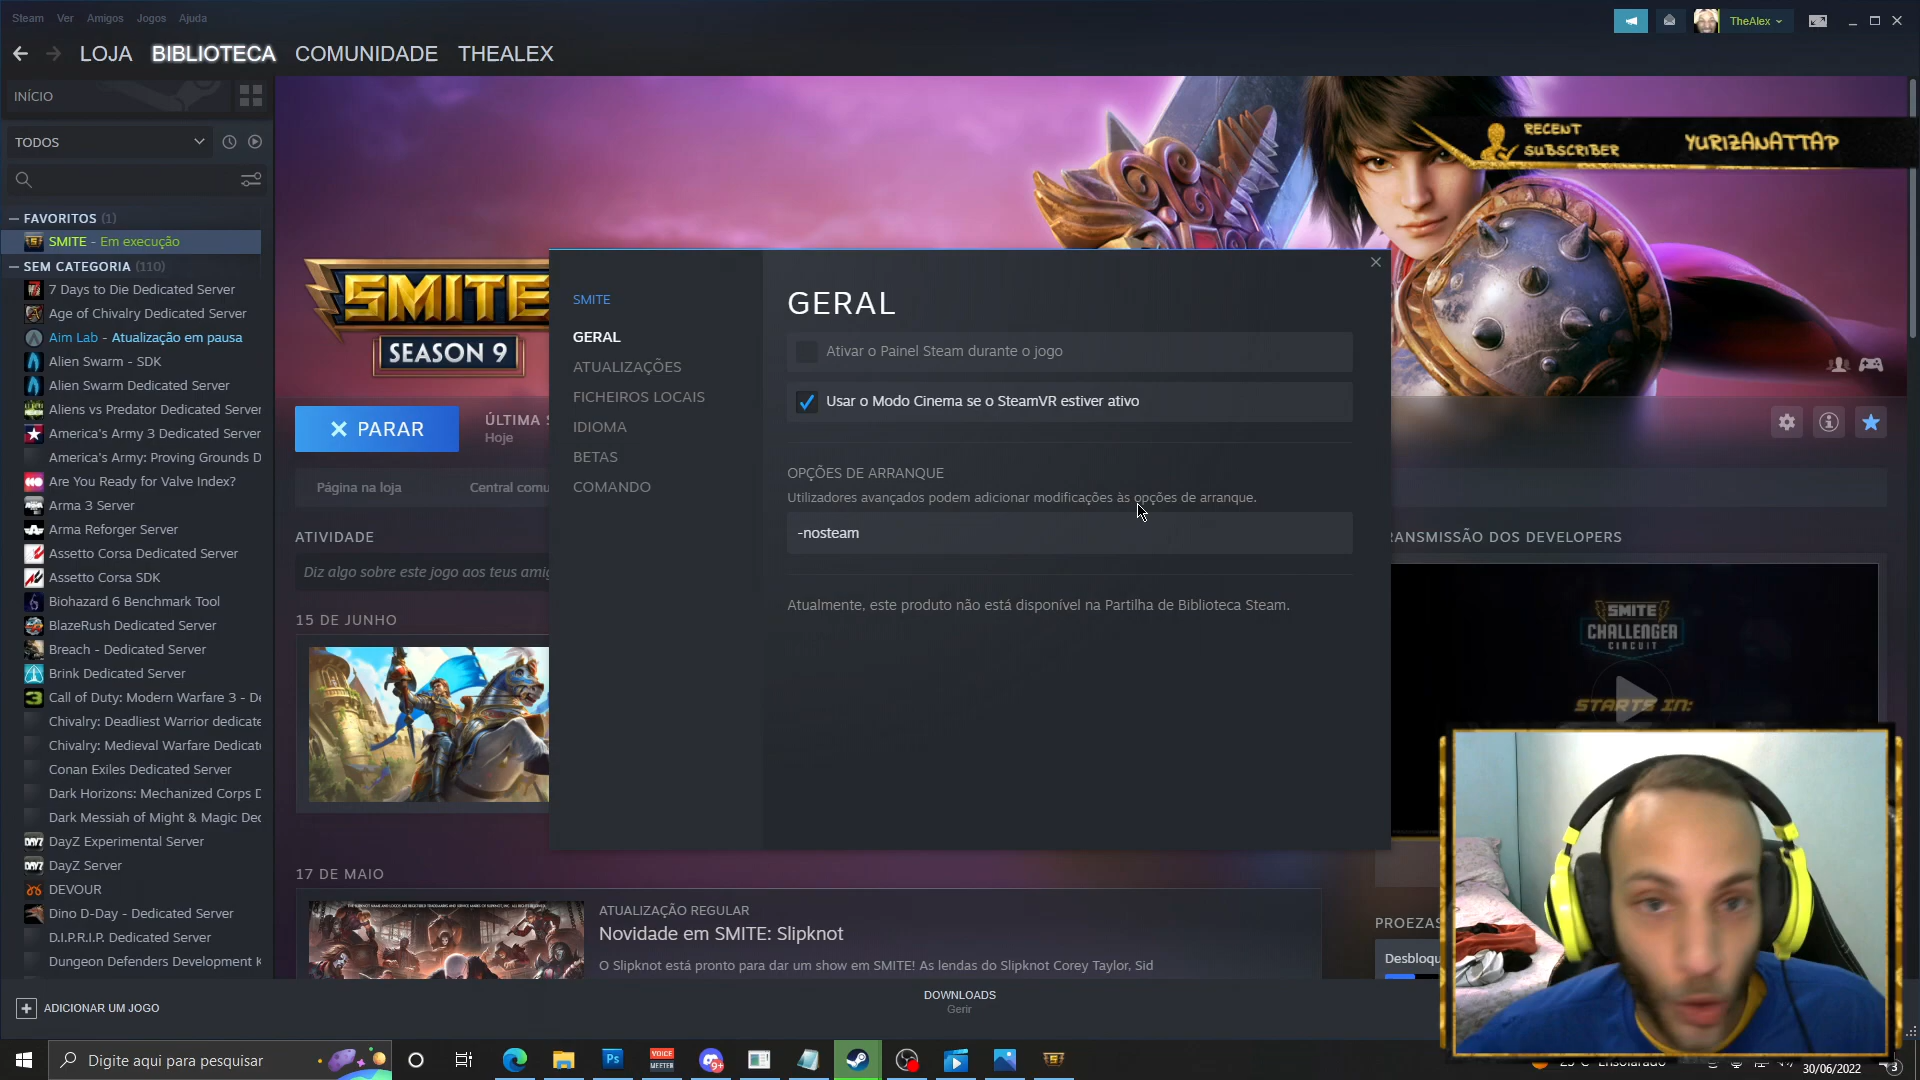 Steam Ver Amigos Jogos Ajuda
TheAlex
LOJA BIBLIOTECA COMUNIDADE THEALEX
INÍCIO
TODOS
RECENT
SUBSCRIBER
YURIZANATTAP
— FAVORITOS (1)
SMITE - Em execução
— SEM CATEGORIA (110)
7 Days to Die Dedicated Server
Age of Chivalry Dedicated Server
Aim Lab - Atualização em pausa
Alien Swarm - SDK
Alien Swarm Dedicated Server
Aliens vs Predator Dedicated Server
America's Army 3 Dedicated Server
America's Army: Proving Grounds D
Are You Ready for Valve Index?
Arma 3 Server
Arma Reforger Server
Assetto Corsa Dedicated Server
Assetto Corsa SDK
Biohazard 6 Benchmark Tool
BlazeRush Dedicated Server
Breach - Dedicated Server
Brink Dedicated Server
Call of Duty: Modern Warfare 3 - De
Chivalry: Deadliest Warrior dedicate
Chivalry: Medieval Warfare Dedicat
Conan Exiles Dedicated Server
Dark Horizons: Mechanized Corps D
Dark Messiah of Might & Magic Dec
DayZ Experimental Server
DayZ Server
DEVOUR
Dino D-Day - Dedicated Server
D.I.P.R.I.P. Dedicated Server
Dungeon Defenders Development K
ADICIONAR UM JOGO
SMITE
SEASON 9
PARAR
ÚLTIMA
Hoje
Página na loja
Central comu
ATIVIDADE
Diz algo sobre este jogo aos teus amig
15 DE JUNHO
17 DE MAIO
ATUALIZAÇÃO REGULAR
Novidade em SMITE: Slipknot
O Slipknot está pronto para dar um show em SMITE! As lendas do Slipknot Corey Taylor, Sid
SMITE
GERAL
ATUALIZAÇÕES
FICHEIROS LOCAIS
IDIOMA
BETAS
COMANDO
GERAL
Ativar o Painel Steam durante o jogo
Usar o Modo Cinema se o SteamVR estiver ativo
OPÇÕES DE ARRANQUE
Utilizadores avançados podem adicionar modificações às opções de arranque.
-nosteam
Atualmente, este produto não está disponível na Partilha de Biblioteca Steam.
RANSMISSÃO DOS DEVELOPERS
SMITE
CHALLENGER
CIRCUIT
STARTS IN:
PROEZAS
Desbloqu
DOWNLOADS
Gerir
Digite aqui para pesquisar
Ps
VOICE
MEETER
9+
30/06/2022
3